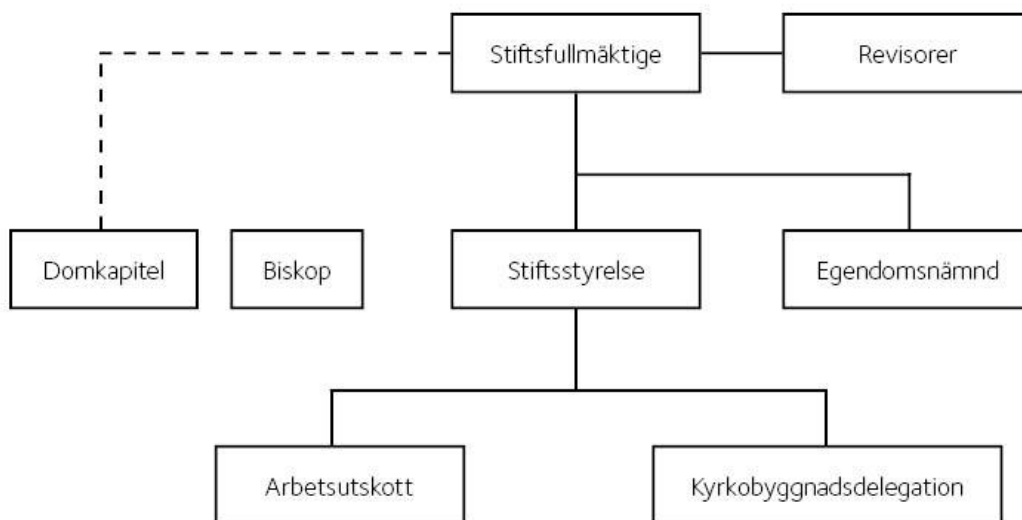 Stiftsfullmäktige
Revisorer
Domkapitel
Biskop
Stiftsstyrelse
Egendomsnämnd
Arbetsutskott
Kyrkobyggnadsdelegation